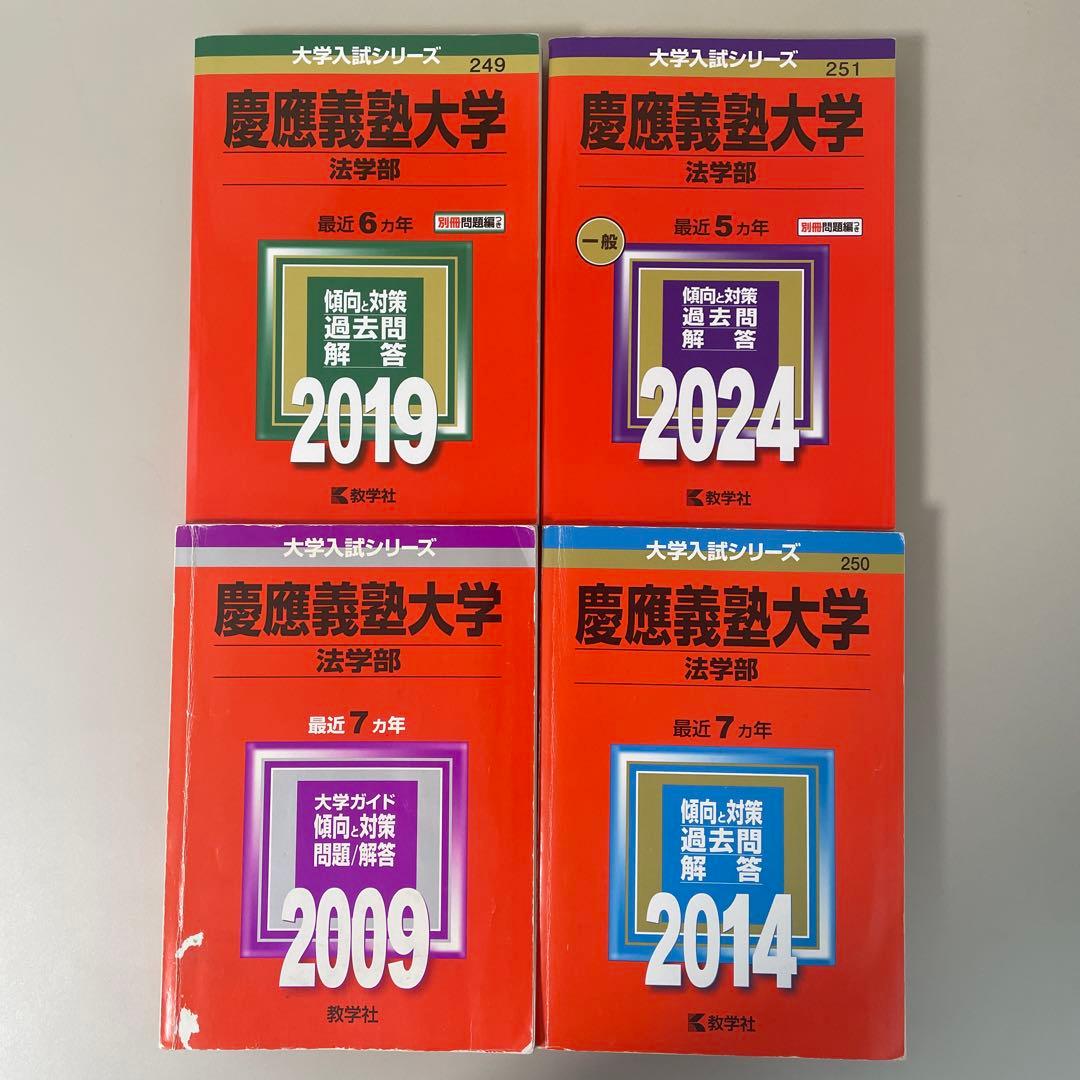 大学入試シリーズ
249
慶應義塾大学
法学部
最近6ヵ年
別冊問題編つき
傾向と対策
過去問
解答
2019
教学社
大学入試シリーズ
251
慶應義塾大学
法学部
一般
最近5ヵ年
別冊問題編つき
傾向と対策
過去問
解答
2024
教学社
大学入試シリーズ
慶應義塾大学
法学部
最近7ヵ年
大学ガイド
傾向と対策
問題/解答
2009
教学社
大学入試シリーズ
250
慶應義塾大学
法学部
最近7ヵ年
傾向と対策
過去問
解答
2014
教学社